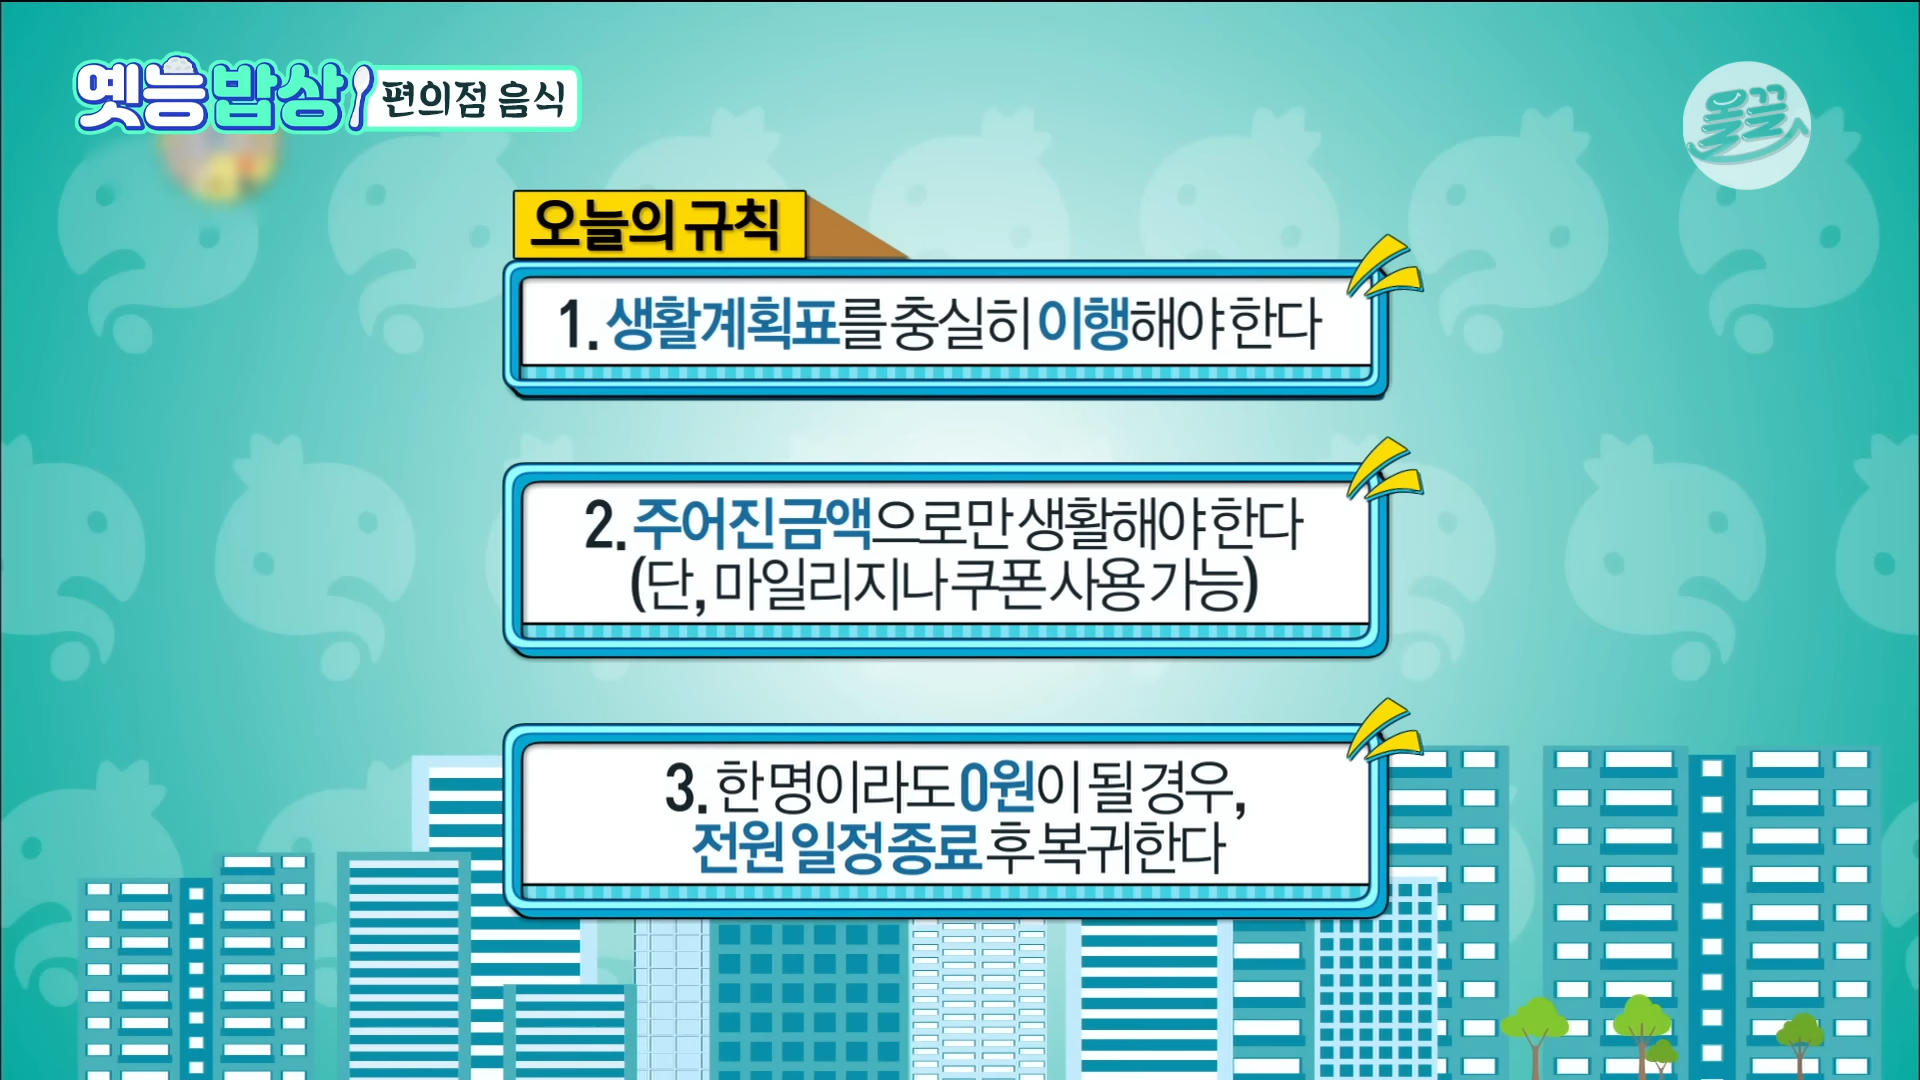 옛능밥상 편의점 음식
올끌
오늘의 규칙
1. 생활계획표를 충실히 이행해야 한다
2. 주어진 금액으로만 생활해야 한다
(단, 마일리지나 쿠폰 사용 가능)
3. 한 명이라도 0원이 될 경우,
전원 일정 종료 후 복귀한다